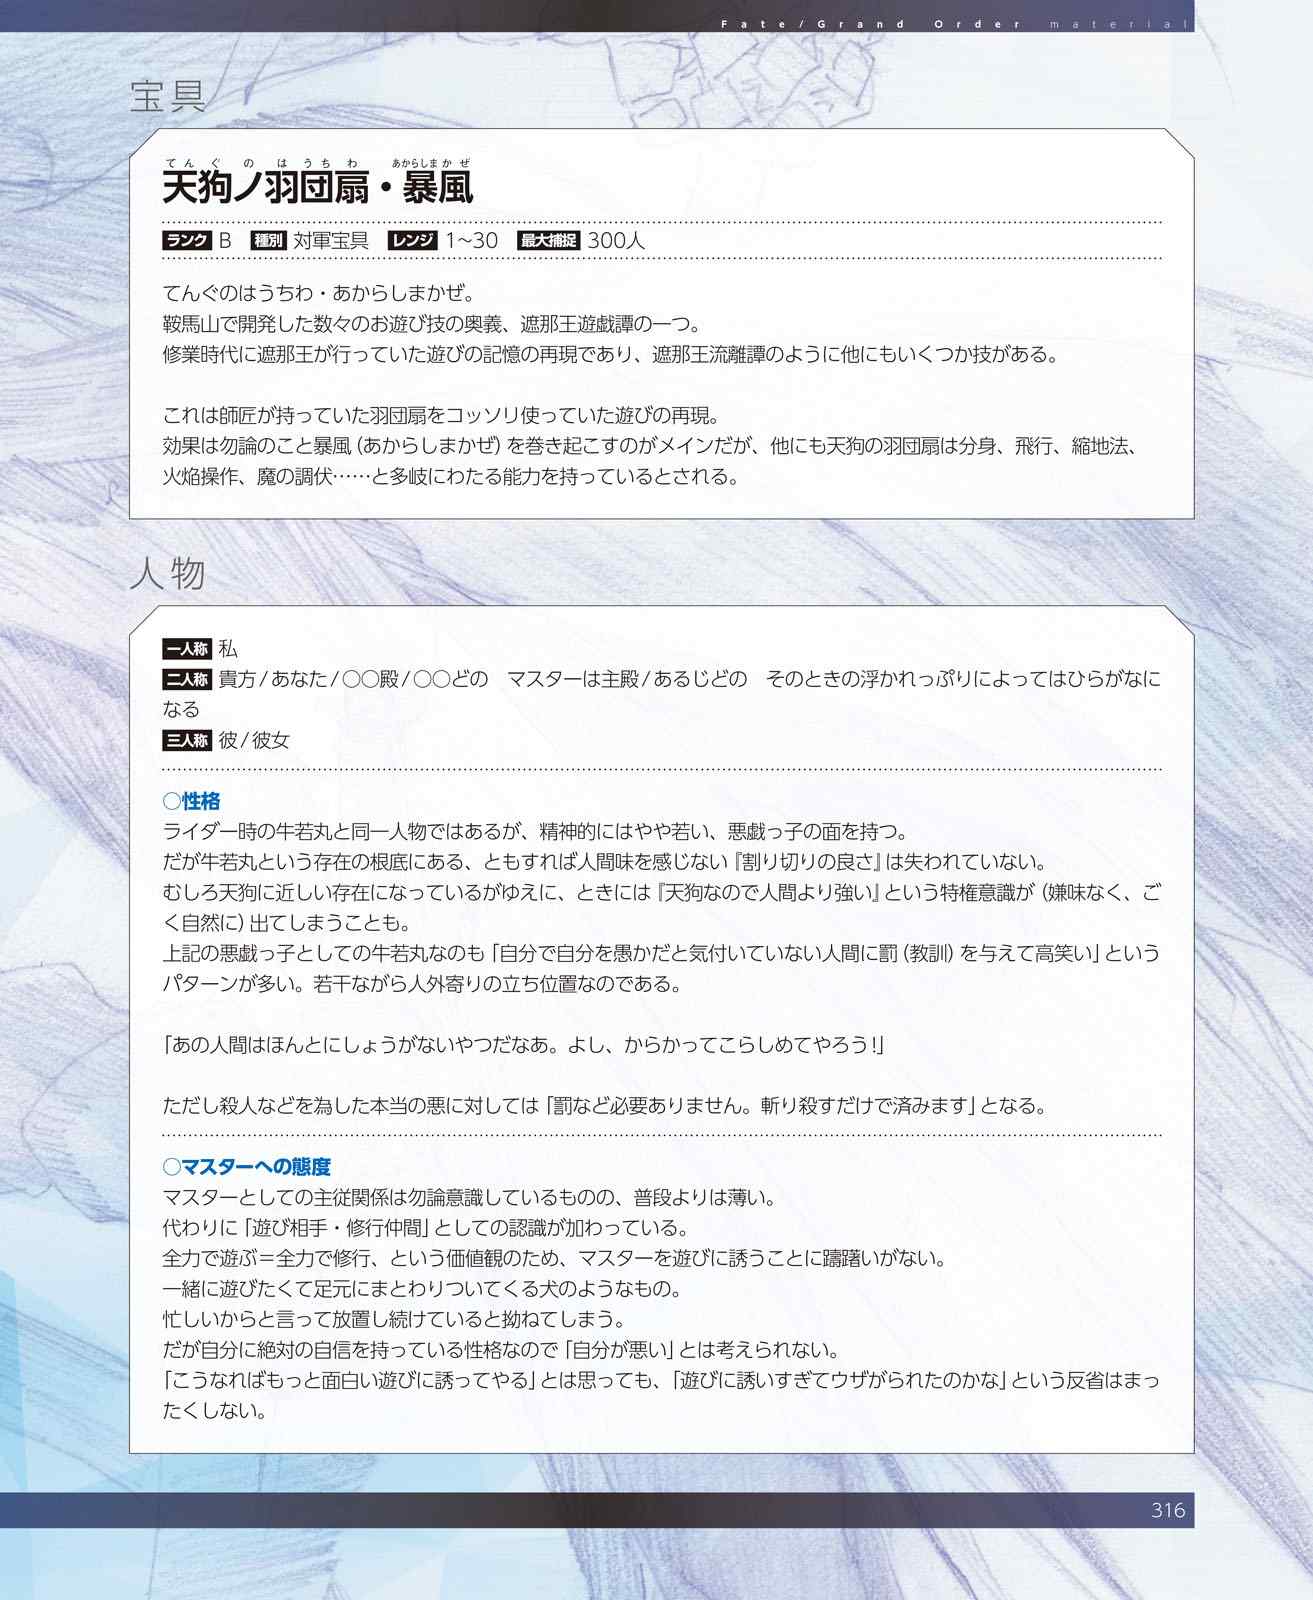 Fate/Grand Order material
宝具
てんぐのはうちわ あからしまかぜ
天狗ノ羽団扇・暴風
ランク B 種別 対軍宝具 レンジ 1～30 最大捕捉 300人
てんぐのはうちわ・あからしまかぜ。
鞍馬山で開発した数々のお遊び技の奥義、遮那王遊戯譚の一つ。
修業時代に遮那王が行っていた遊びの記憶の再現であり、遮那王流離譚のように他にもいくつか技がある。
これは師匠が持っていた羽団扇をコッソリ使っていた遊びの再現。
効果は勿論のこと暴風（あからしまかぜ）を巻き起こすのがメインだが、他にも天狗の羽団扇は分身、飛行、縮地法、
火焔操作、魔の調伏……と多岐にわたる能力を持っているとされる。
人物
一人称 私
二人称 貴方/あなた/○○殿/○○どの　マスターは主殿/あるじどの　そのときの浮かれっぷりによってはひらがなに
なる
三人称 彼/彼女
○性格
ライダー時の牛若丸と同一人物ではあるが、精神的にはやや若い、悪戯っ子の面を持つ。
だが牛若丸という存在の根底にある、ともすれば人間味を感じない『割り切りの良さ』は失われていない。
むしろ天狗に近しい存在になっているがゆえに、ときには『天狗なので人間より強い』という特権意識が（嫌味なく、ご
く自然に）出てしまうことも。
上記の悪戯っ子としての牛若丸なのも「自分で自分を愚かだと気付いていない人間に罰（教訓）を与えて高笑い」という
パターンが多い。若干ながら人外寄りの立ち位置なのである。
「あの人間はほんとにしょうがないやつだなあ。よし、からかってこらしめてやろう！」
ただし殺人などを為した本当の悪に対しては「罰など必要ありません。斬り殺すだけで済みます」となる。
○マスターへの態度
マスターとしての主従関係は勿論意識しているものの、普段よりは薄い。
代わりに「遊び相手・修行仲間」としての認識が加わっている。
全力で遊ぶ＝全力で修行、という価値観のため、マスターを遊びに誘うことに躊躇いがない。
一緒に遊びたくて足元にまとわりついてくる犬のようなもの。
忙しいからと言って放置し続けていると拗ねてしまう。
だが自分に絶対の自信を持っている性格なので「自分が悪い」とは考えられない。
「こうなればもっと面白い遊びに誘ってやる」とは思っても、「遊びに誘いすぎてウザがられたのかな」という反省はまっ
たくしない。
316